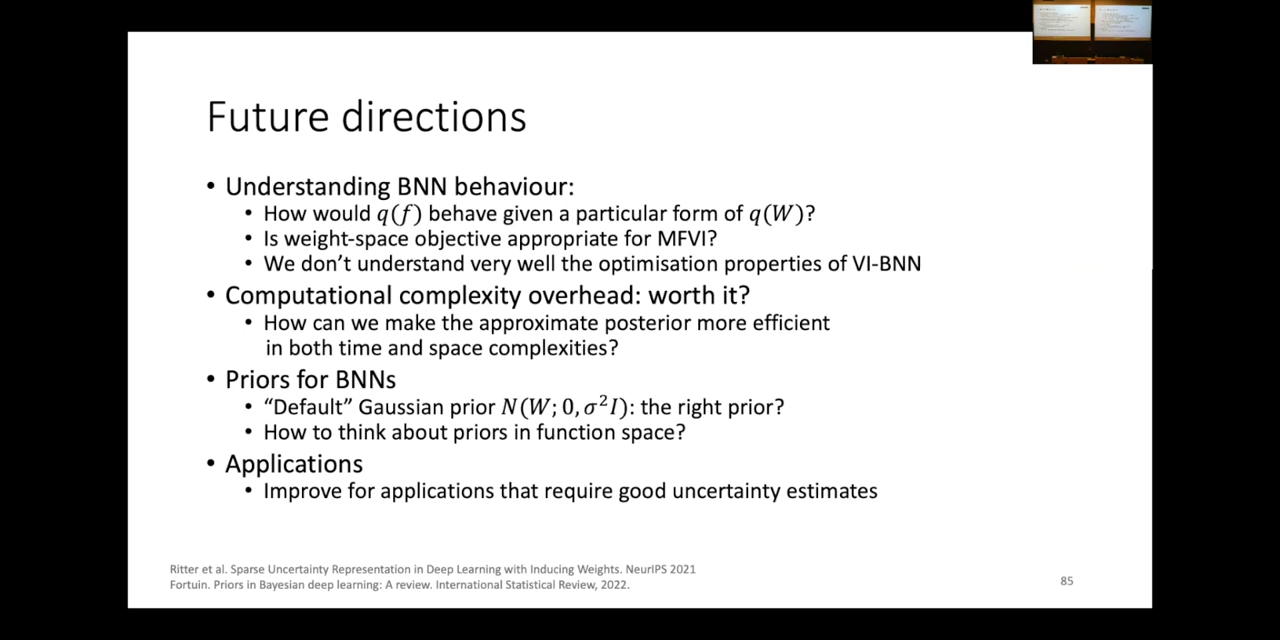 Future directions
• Understanding BNN behaviour:
• How would q(f) behave given a particular form of q(W)?
• Is weight-space objective appropriate for MFVI?
• We don’t understand very well the optimisation properties of VI-BNN
• Computational complexity overhead: worth it?
• How can we make the approximate posterior more efficient
in both time and space complexities?
• Priors for BNNs
• “Default” Gaussian prior N(W; 0, σ²I): the right prior?
• How to think about priors in function space?
• Applications
• Improve for applications that require good uncertainty estimates
Ritter et al. Sparse Uncertainty Representation in Deep Learning with Inducing Weights. NeurIPS 2021
Fortuin. Priors in Bayesian deep learning: A review. International Statistical Review, 2022.
85